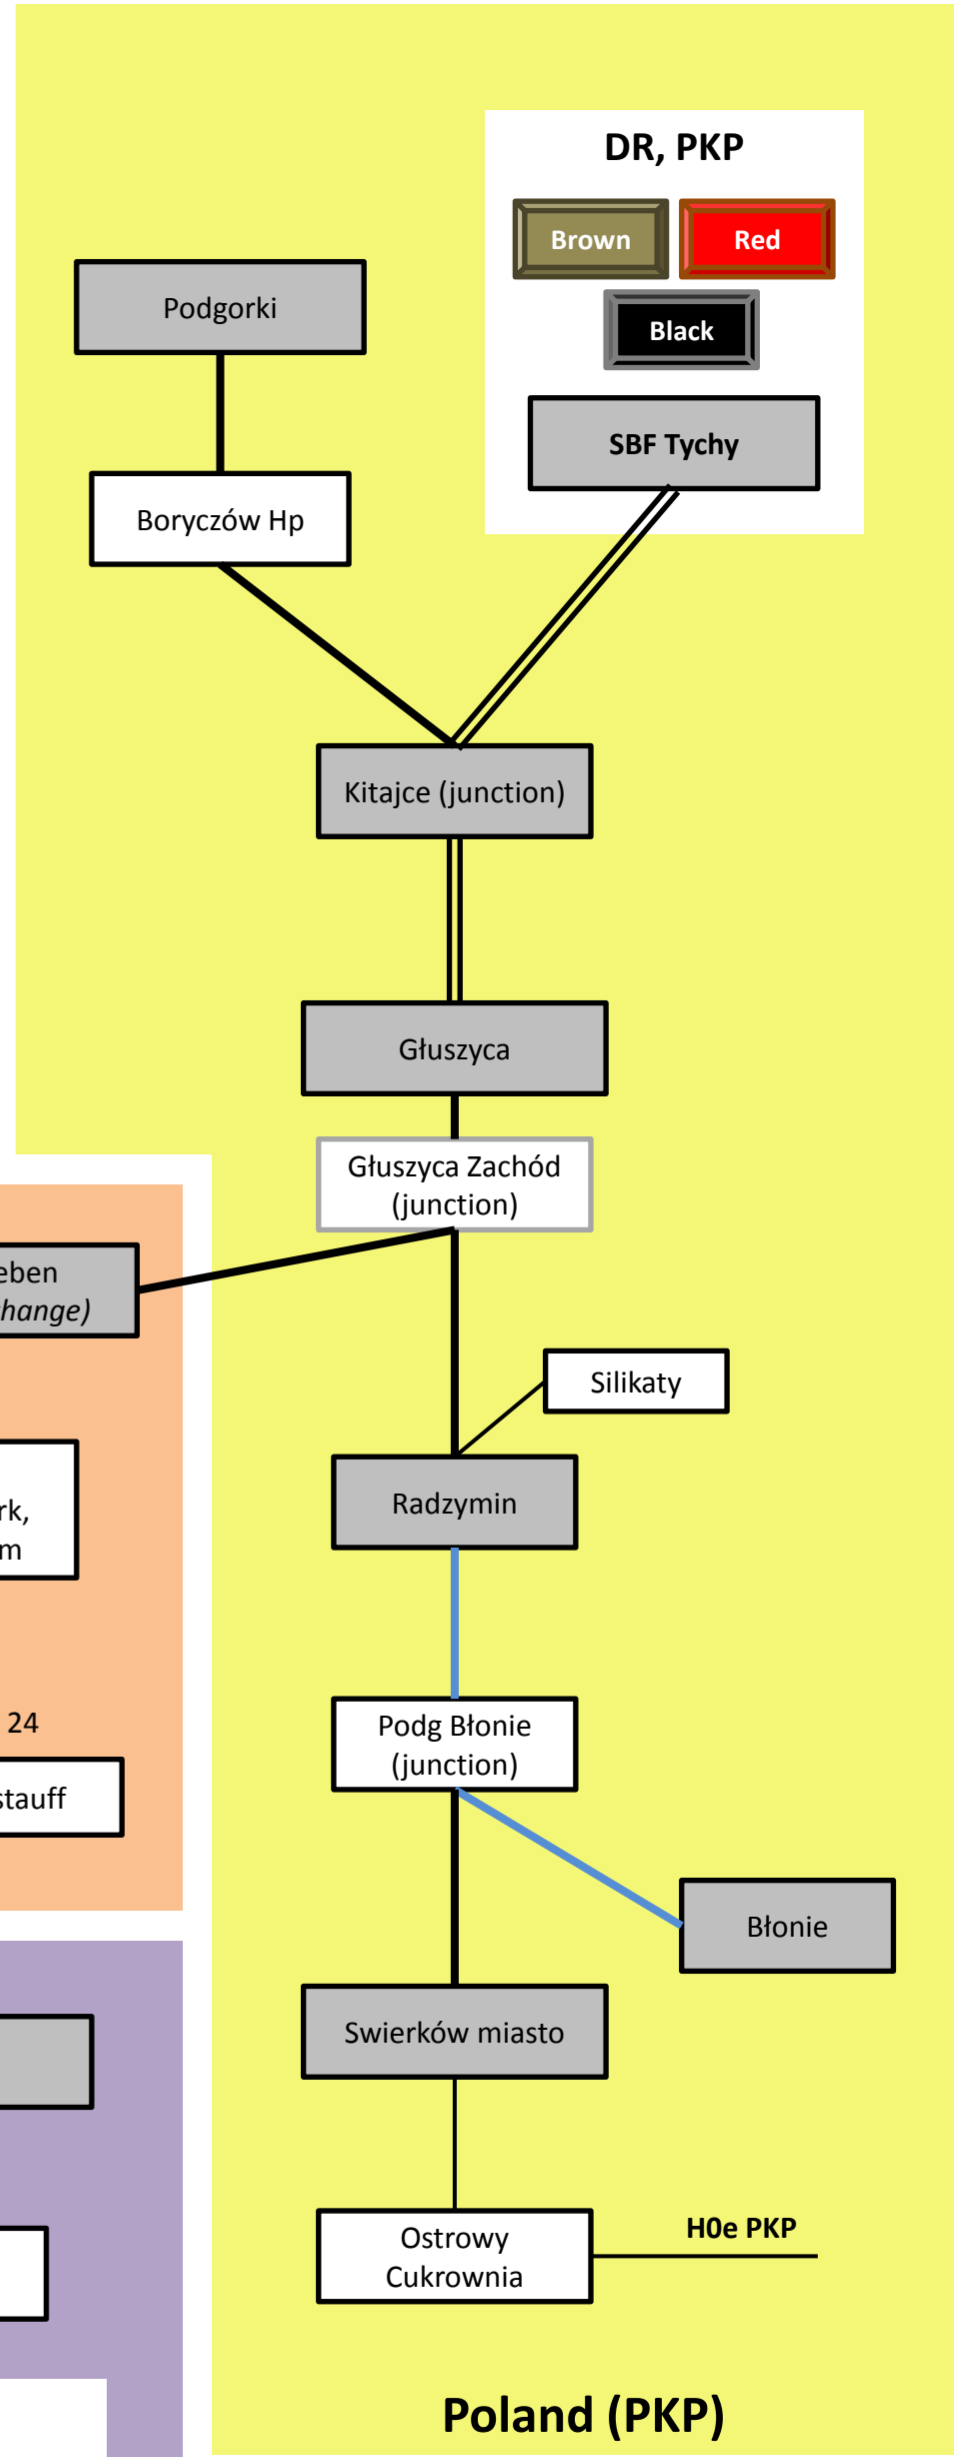 DR, PKP
Brown
Red
Black
SBF Tychy
Podgorki
Boryczów Hp
Kitajce (junction)
Głuszyca
Głuszyca Zachód
(junction)
eben
hange)
Silikaty
Radzymin
rk,
m
24
stauff
Podg Błonie
(junction)
Błonie
Swierków miasto
Ostrowy
Cukrownia
H0e PKP
Poland (PKP)